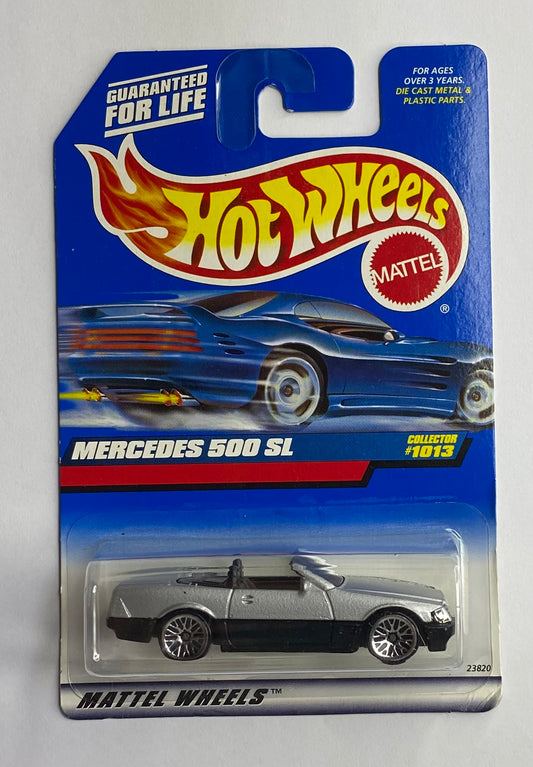 GUARANTEED
FOR LIFE
FOR AGES
OVER 3 YEARS.
DIE CAST METAL &
PLASTIC PARTS.
HOT WHEELS
MATTEL
®
MERCEDES 500 SL
COLLECTOR
#1013
23820
MATTEL WHEELS™